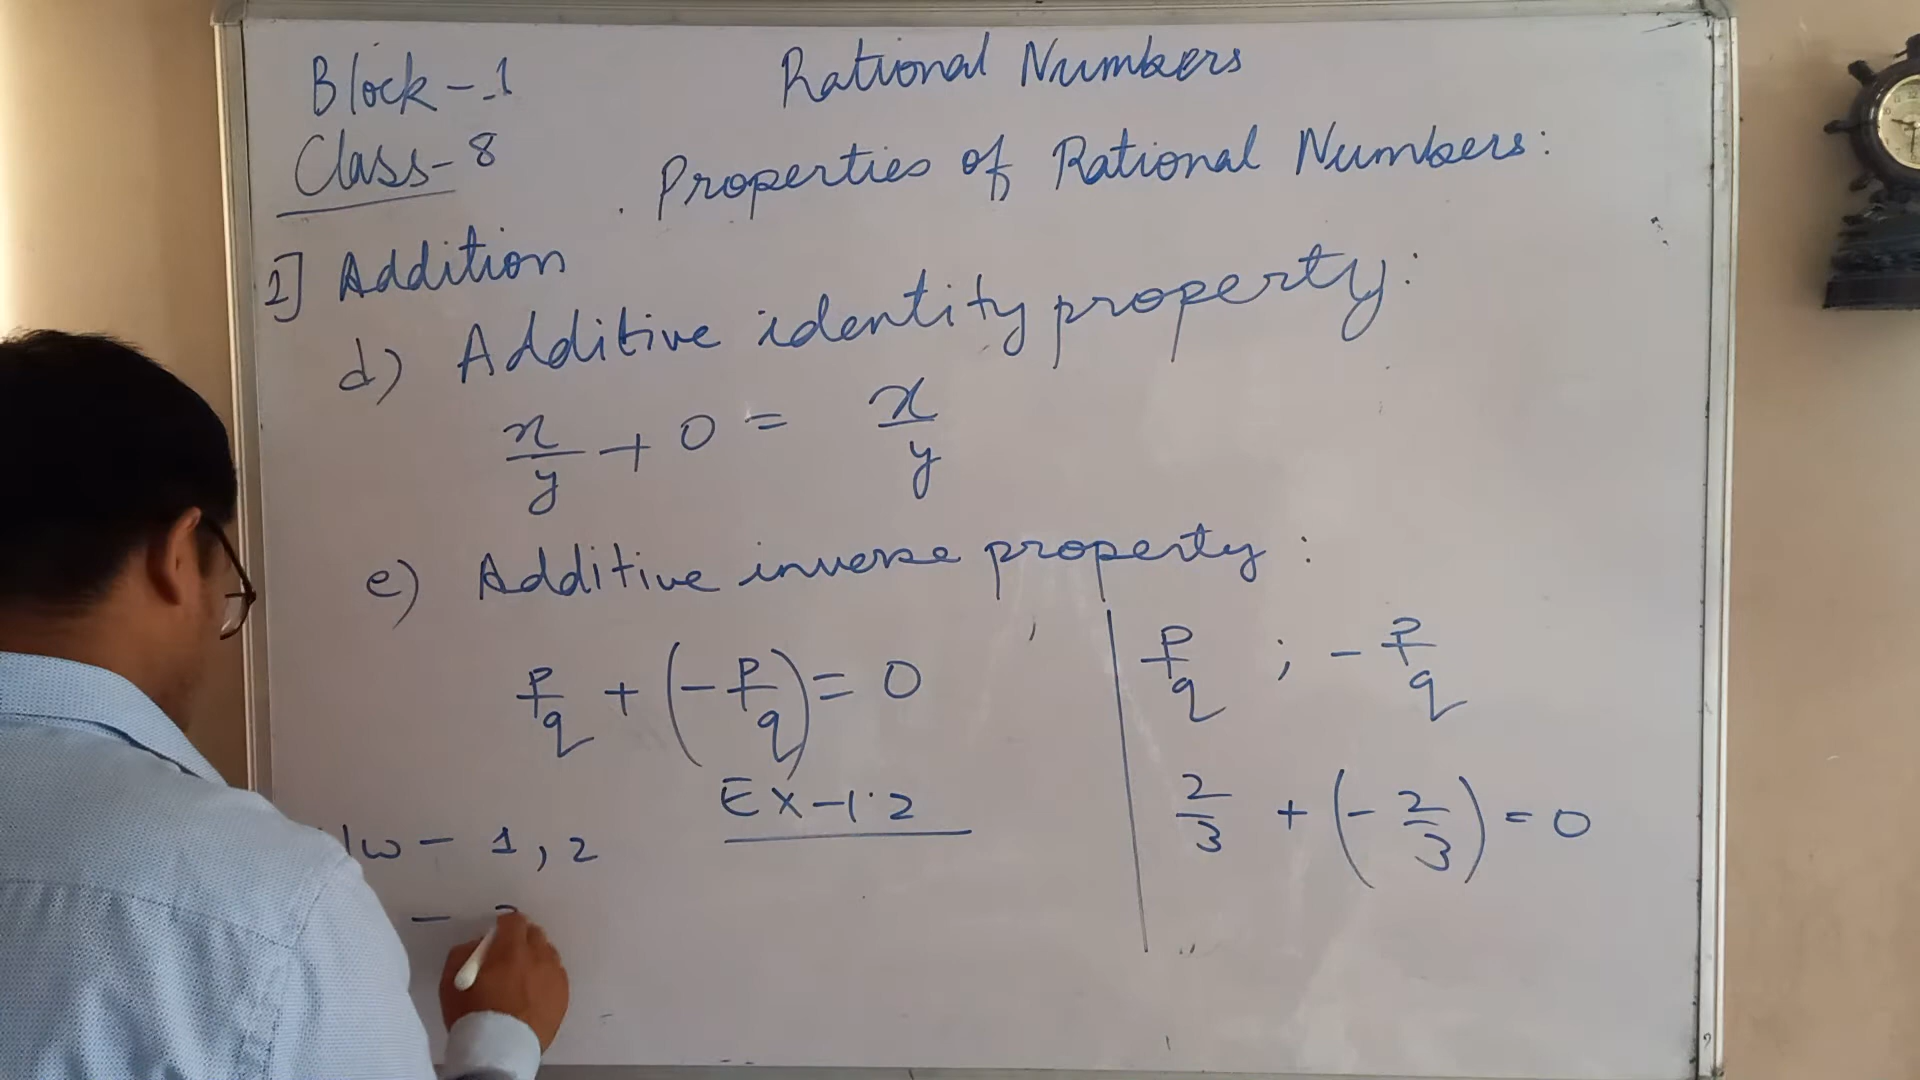 Block-1
Rational Numbers
Class-8
Properties of Rational Numbers:
1] Addition
d) Additive identity property:
x/y + 0 = x/y
e) Additive inverse property:
p/q + (-p/q) = 0
p/q ; -p/q
Ex-1.2
2/3 + (-2/3) = 0
w- 1, 2
-